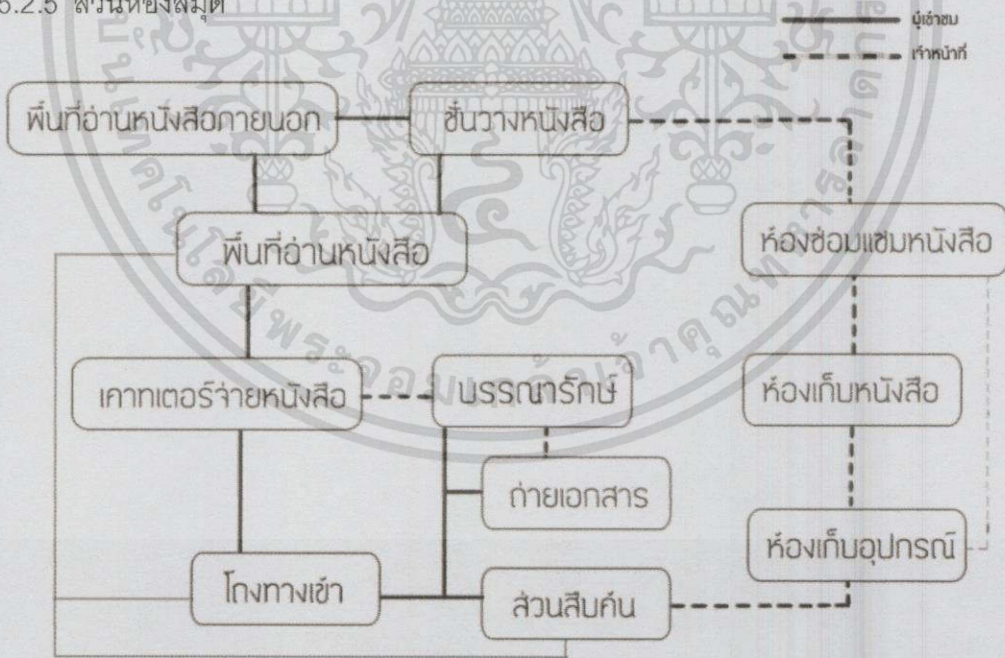 5.2.5 ส่วนห้องสมุด
ผู้เข้าชม
เจ้าหน้าที่
พื้นที่อ่านหนังสือภายนอก
ชั้นวางหนังสือ
พื้นที่อ่านหนังสือ
ห้องซ่อมแซมหนังสือ
เคาทเตอร์จ่ายหนังสือ
บรรณารักษ์
ห้องเก็บหนังสือ
ถ่ายเอกสาร
ห้องเก็บอุปกรณ์
โถงทางเข้า
ส่วนสืบค้น